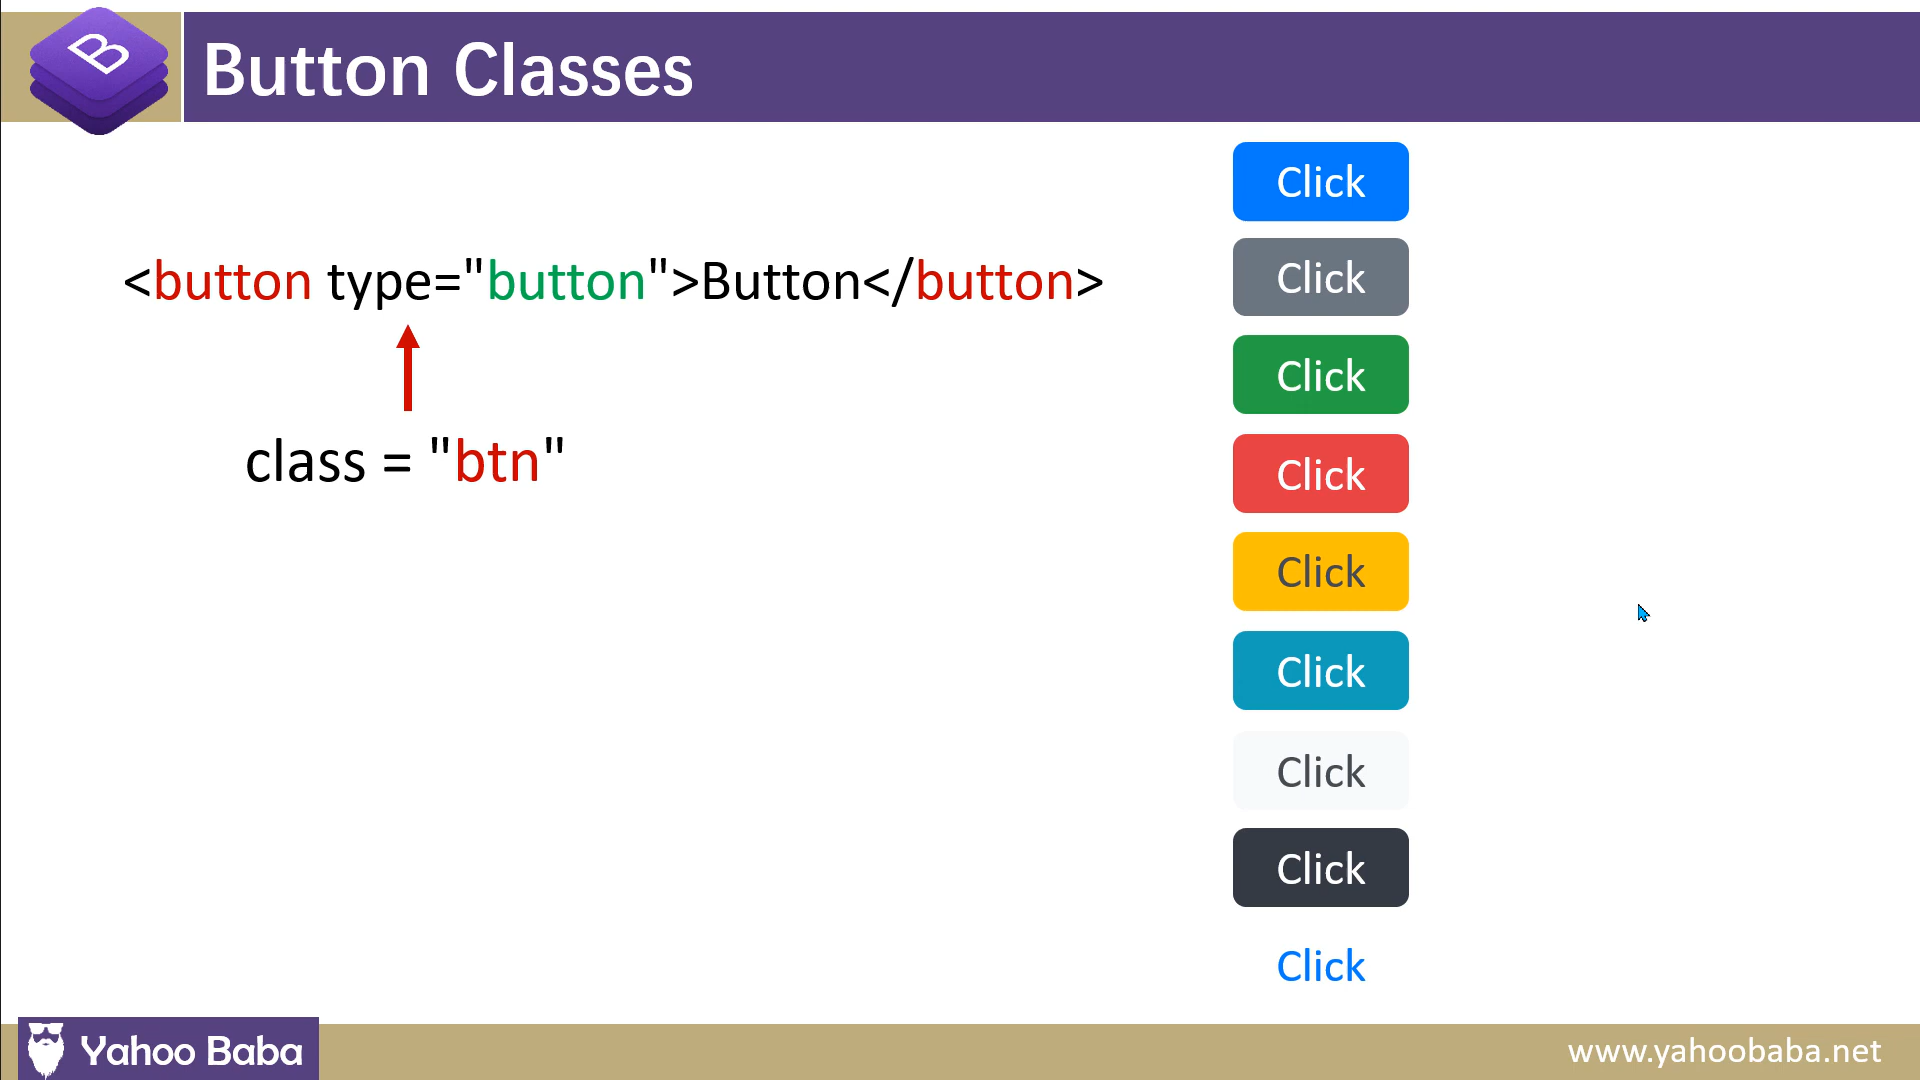 B
Button Classes
<button type="button">Button</button>
class = "btn"
Click
Click
Click
Click
Click
Click
Click
Click
Click
Yahoo Baba
www.yahoobaba.net